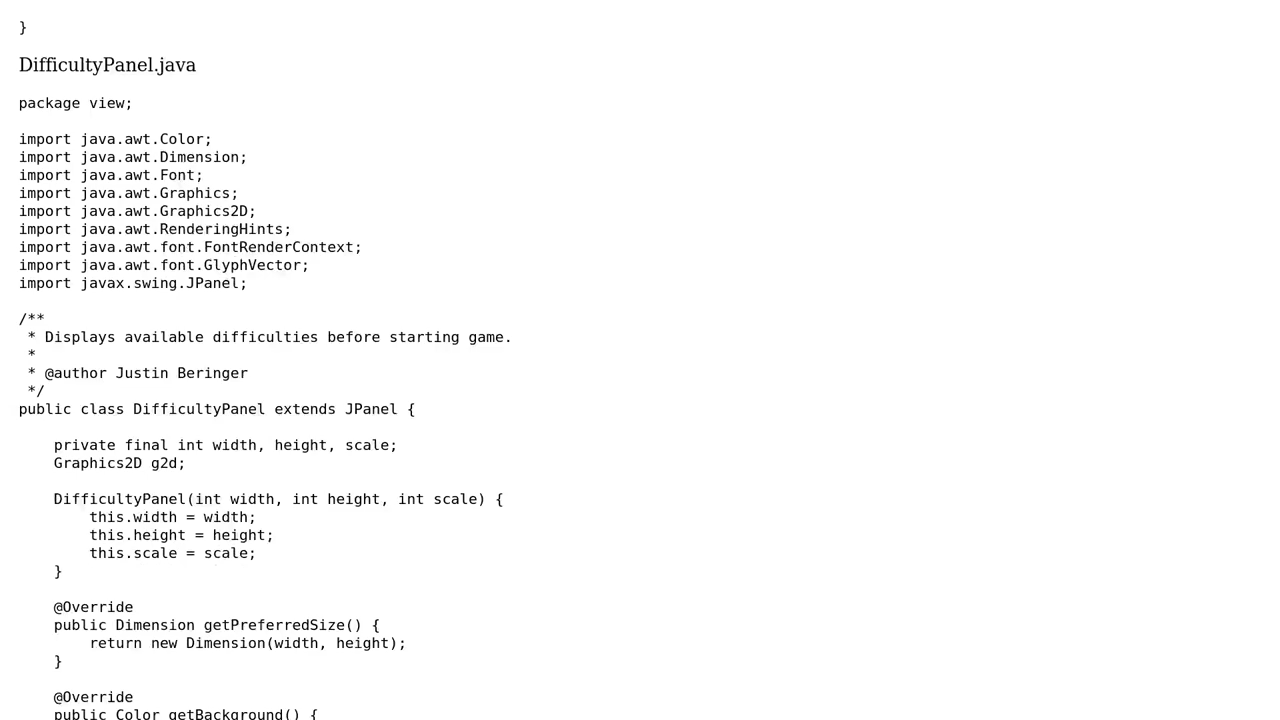 }
DifficultyPanel.java
package view;
import java.awt.Color;
import java.awt.Dimension;
import java.awt.Font;
import java.awt.Graphics;
import java.awt.Graphics2D;
import java.awt.RenderingHints;
import java.awt.font.FontRenderContext;
import java.awt.font.GlyphVector;
import javax.swing.JPanel;
/**
 * Displays available difficulties before starting game.
 *
 * @author Justin Beringer
 */
public class DifficultyPanel extends JPanel {
    private final int width, height, scale;
    Graphics2D g2d;
    DifficultyPanel(int width, int height, int scale) {
        this.width = width;
        this.height = height;
        this.scale = scale;
    }
    @Override
    public Dimension getPreferredSize() {
        return new Dimension(width, height);
    }
    @Override
    public Color getBackground() {